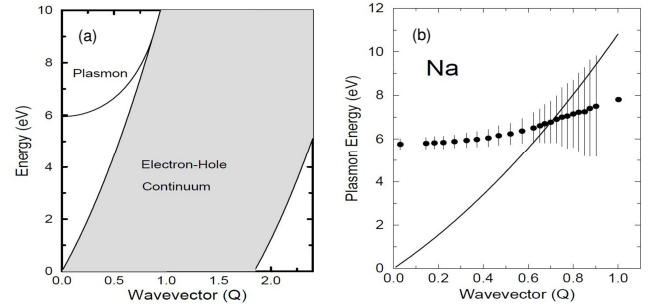 (a)
Plasmon
Electron-Hole
Continuum
Energy (eV)
10
8
6
4
2
0
0.0 0.5 1.0 1.5 2.0
Wavevector (Q)
(b)
Na
Plasmon Energy (eV)
12
10
8
6
4
2
0
0.0 0.2 0.4 0.6 0.8 1.0
Wavevector (Q)